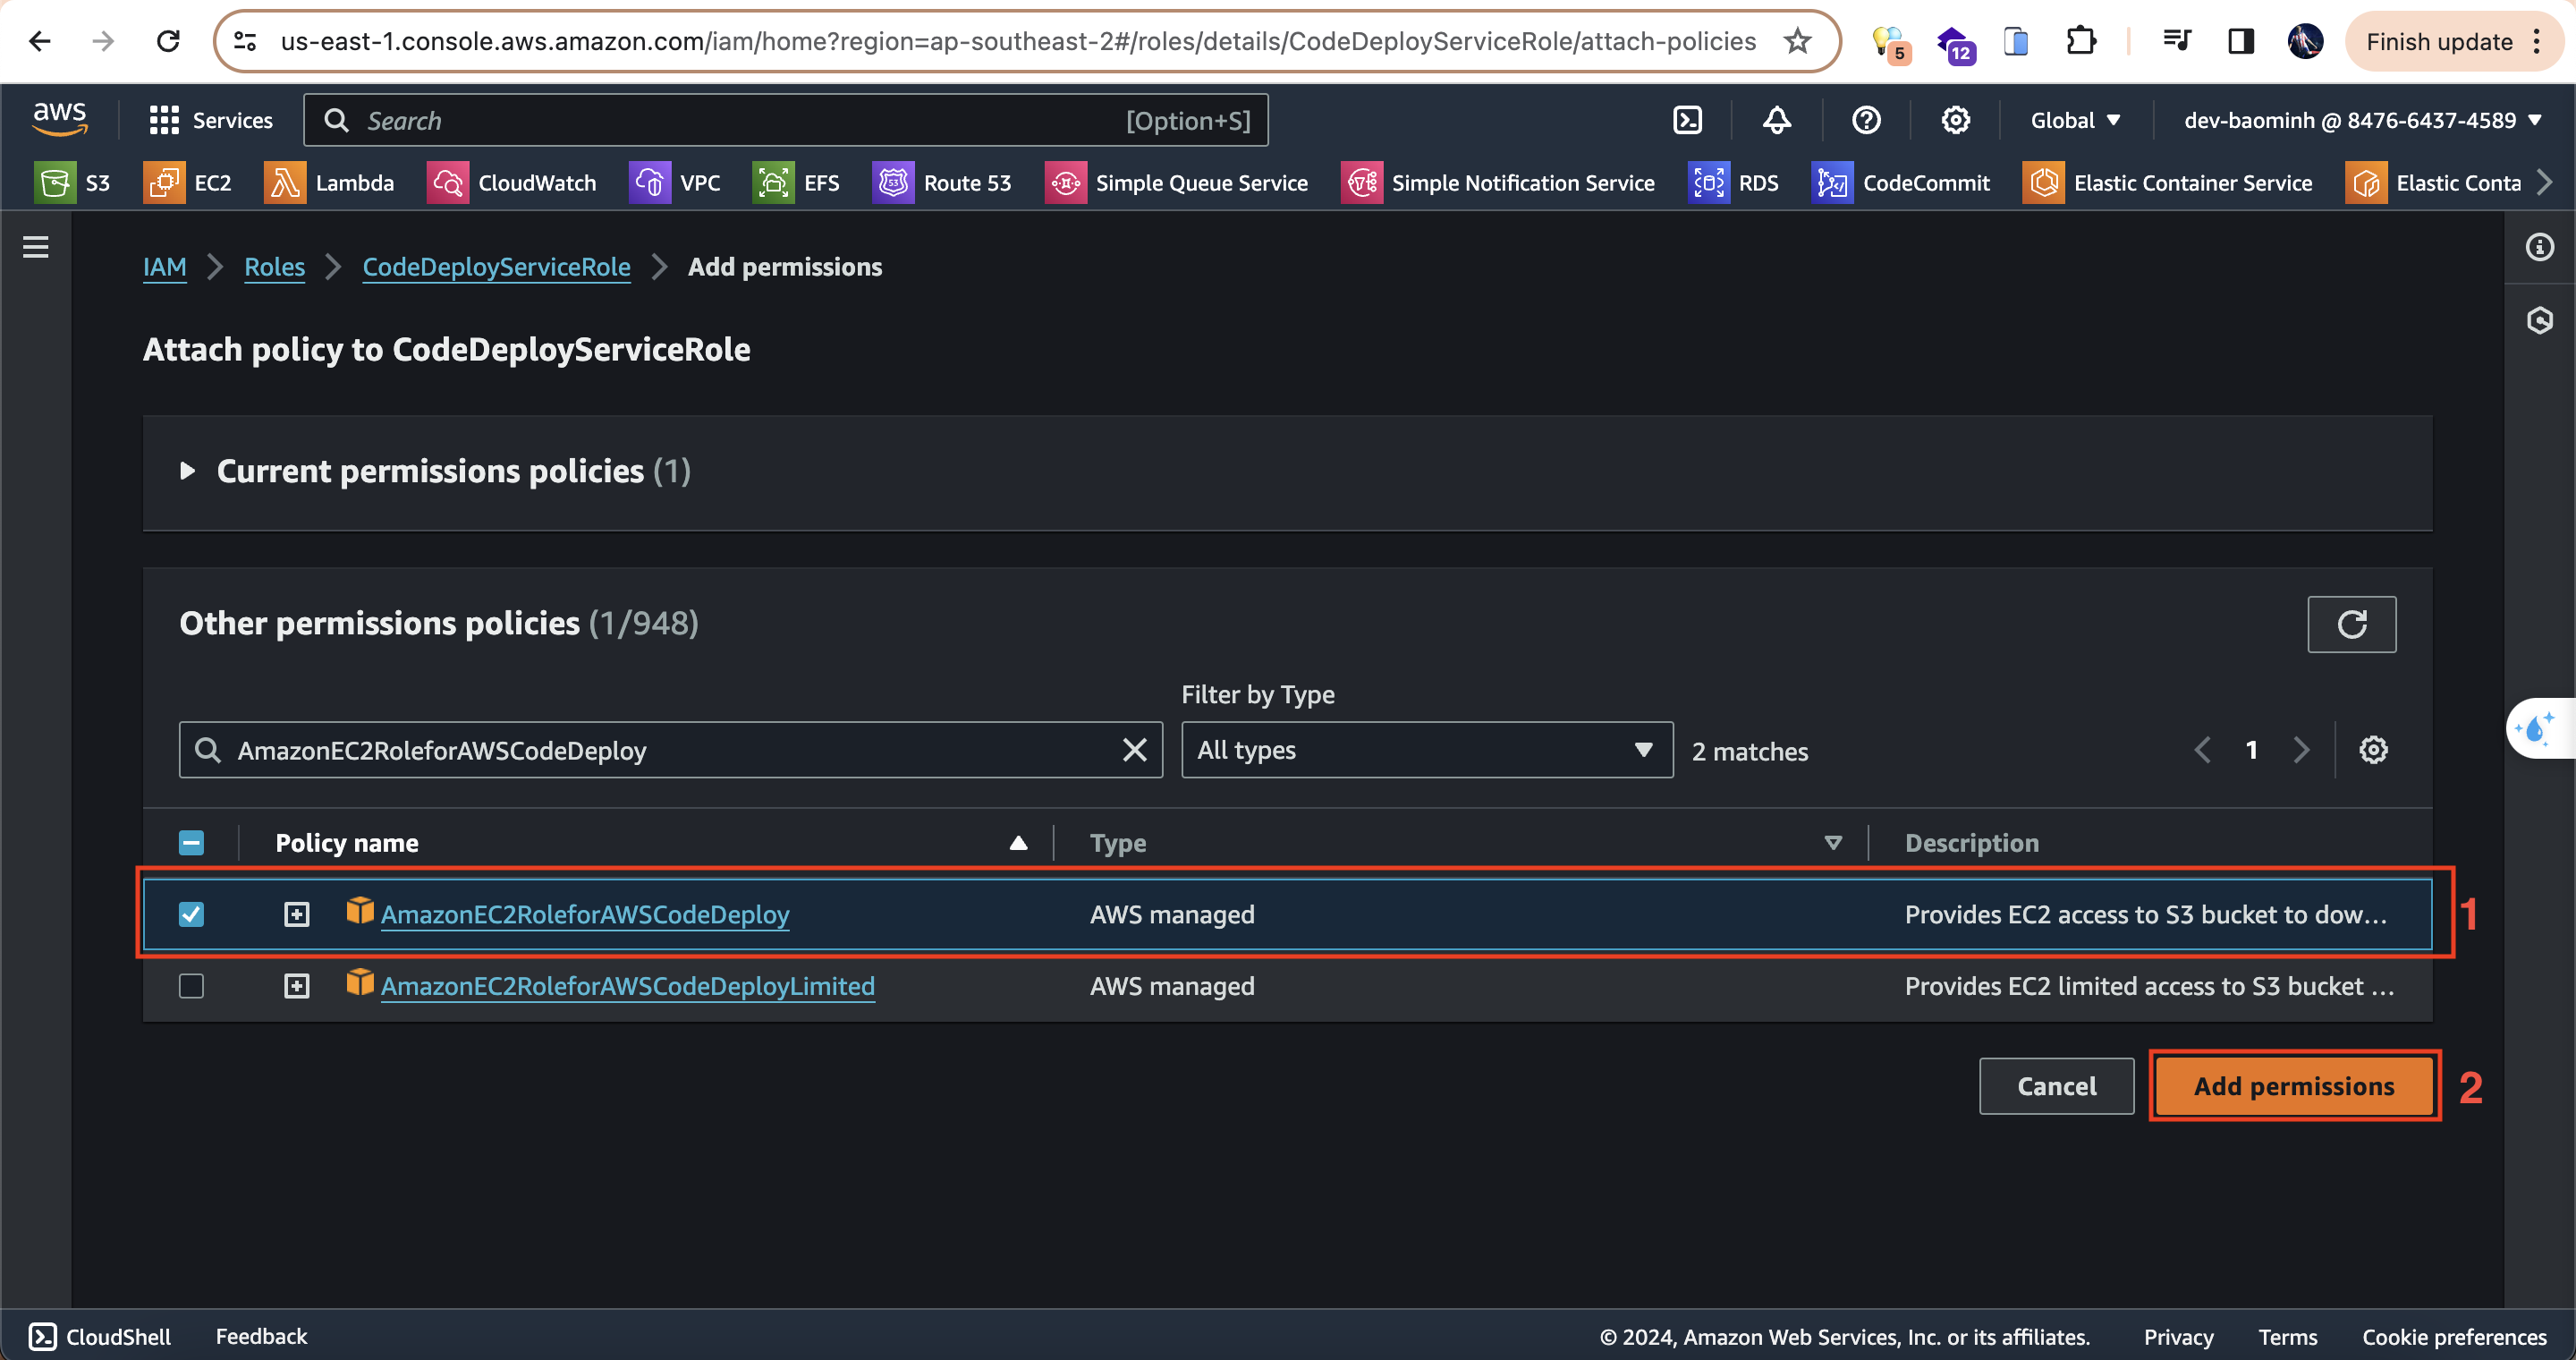 us-east-1.console.aws.amazon.com/iam/home?region=ap-southeast-2#/roles/details/CodeDeployServiceRole/attach-policies 5 12 Finish update
aws Services Search [Option+S] Global dev-baominh @ 8476-6437-4589
S3 EC2 Lambda CloudWatch VPC EFS 53 Route 53 Simple Queue Service Simple Notification Service RDS CodeCommit Elastic Container Service Elastic Conta
IAM Roles CodeDeployServiceRole Add permissions
Attach policy to CodeDeployServiceRole
Current permissions policies (1)
Other permissions policies (1/948)
Filter by Type
AmazonEC2RoleforAWSCodeDeploy All types 2 matches 1
Policy name Type Description
AmazonEC2RoleforAWSCodeDeploy AWS managed Provides EC2 access to S3 bucket to dow... 1
AmazonEC2RoleforAWSCodeDeployLimited AWS managed Provides EC2 limited access to S3 bucket ...
Cancel Add permissions 2
CloudShell Feedback © 2024, Amazon Web Services, Inc. or its affiliates. Privacy Terms Cookie preferences